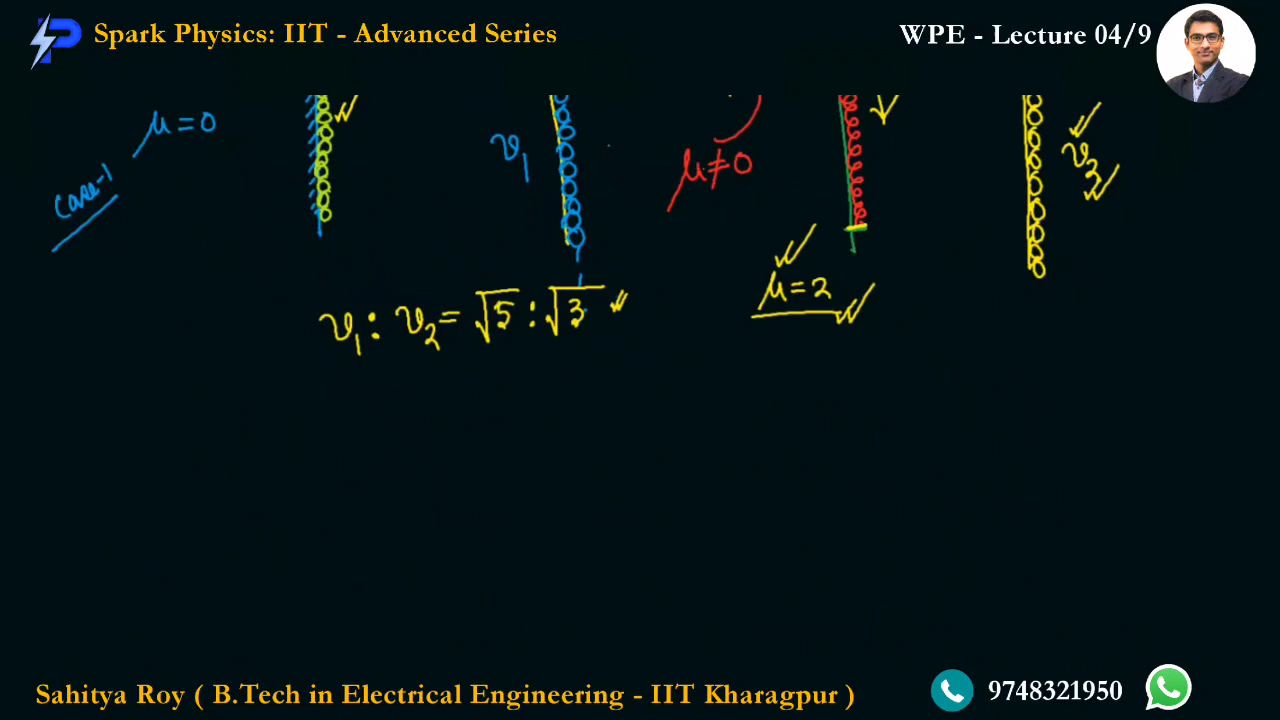 Spark Physics: IIT - Advanced Series
WPE - Lecture 04/9
μ = 0
Case-1
v₁
μ ≠ 0
v₂
v₁ : v₂ = √5 : √3
μ = 2
Sahitya Roy ( B.Tech in Electrical Engineering - IIT Kharagpur )
9748321950